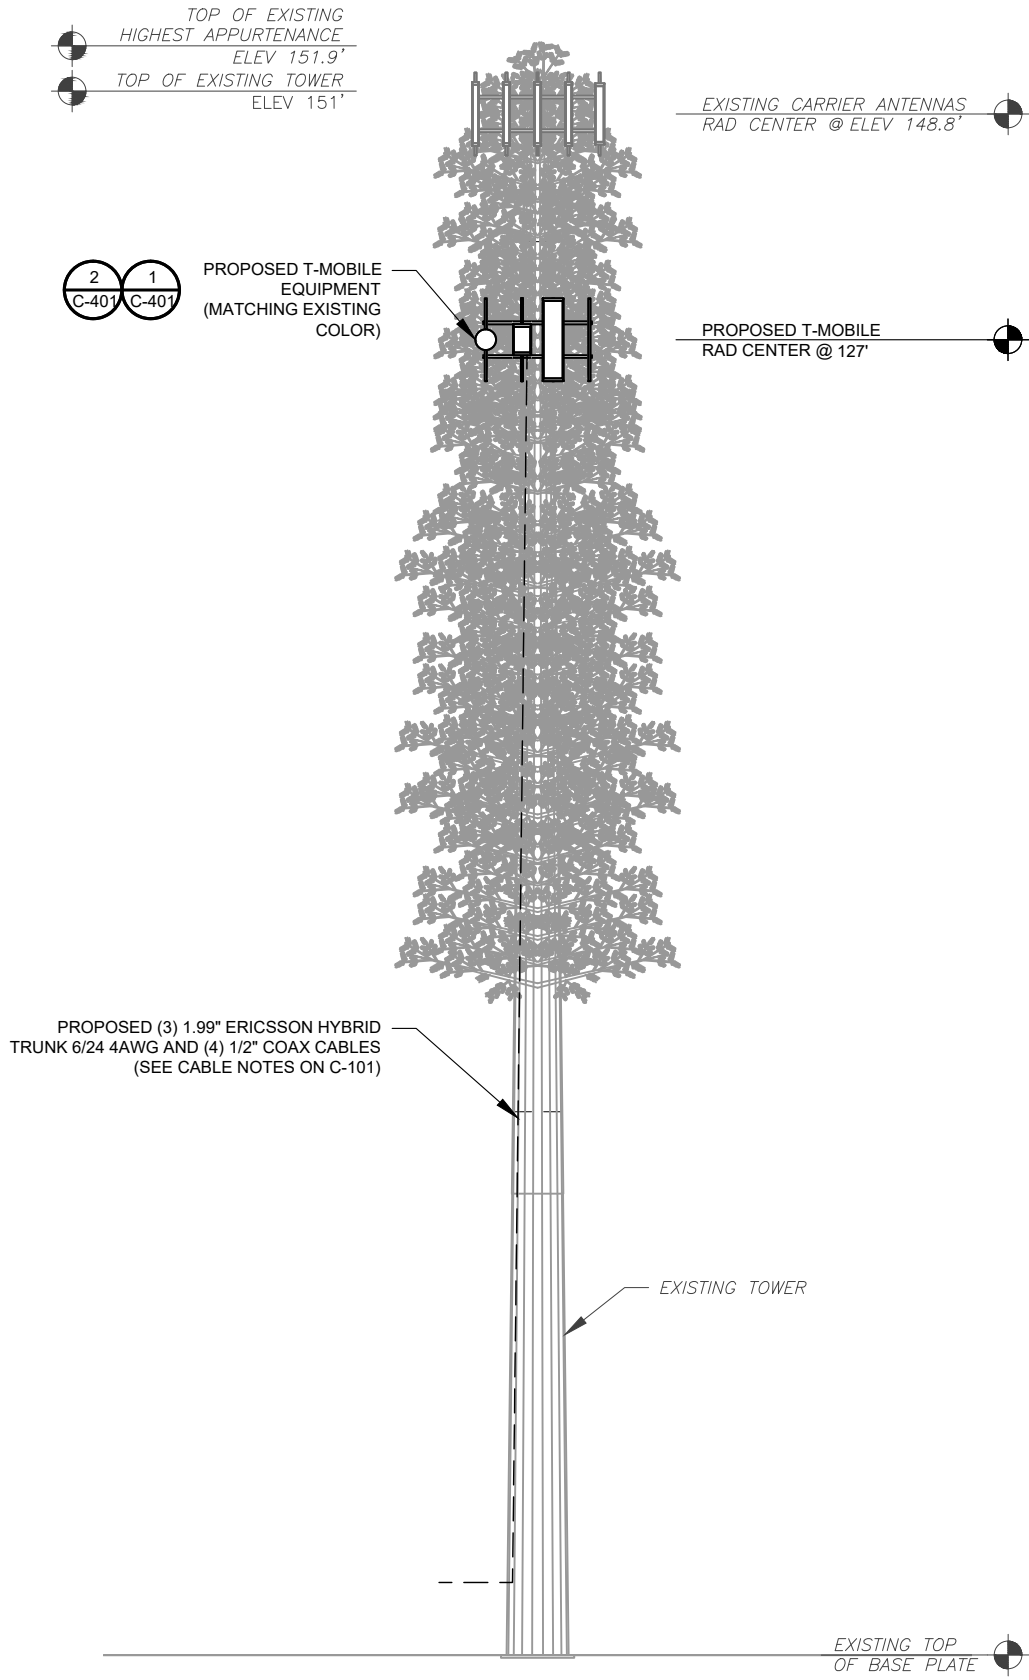 TOP OF EXISTING
HIGHEST APPURTENANCE
ELEV 151.9'
TOP OF EXISTING TOWER
ELEV 151'
EXISTING CARRIER ANTENNAS
RAD CENTER @ ELEV 148.8'
2
C-401
1
C-401
PROPOSED T-MOBILE
EQUIPMENT
(MATCHING EXISTING
COLOR)
PROPOSED T-MOBILE
RAD CENTER @ 127'
PROPOSED (3) 1.99" ERICSSON HYBRID
TRUNK 6/24 4AWG AND (4) 1/2" COAX CABLES
(SEE CABLE NOTES ON C-101)
EXISTING TOWER
EXISTING TOP
OF BASE PLATE